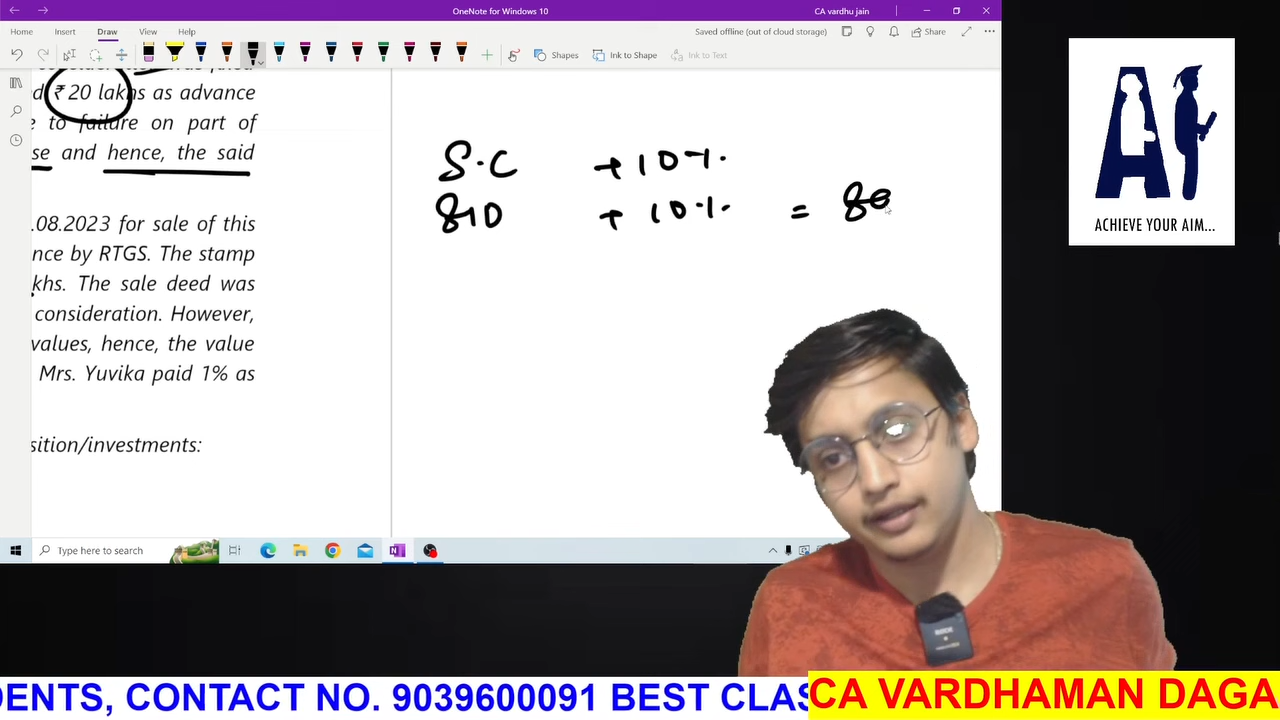 OneNote for Windows 10
CA vardhu jain
Home Insert Draw View Help
Saved offline (out of cloud storage)
Share
Shapes
Ink to Shape
Ink to Text
₹20 lakhs as advance
e to failure on part of
se and hence, the said
.08.2023 for sale of this
nce by RTGS. The stamp
khs. The sale deed was
consideration. However,
values, hence, the value
Mrs. Yuvika paid 1% as
sition/investments:
S.C +10%.
810 + 10%. =
Type here to search
ACHIEVE YOUR AIM...
DENTS, CONTACT NO. 9039600091 BEST CLAS
CA VARDHAMAN DAGA